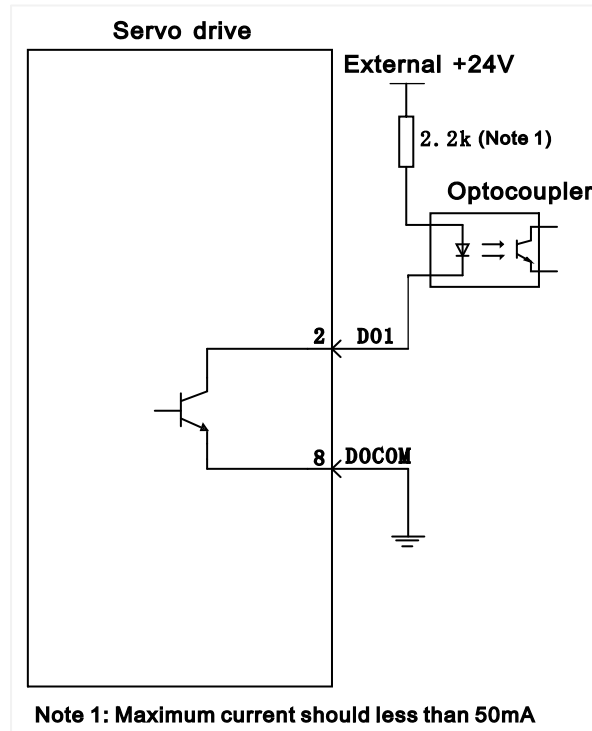 Servo drive
External +24V
2.2k (Note 1)
Optocoupler
2 DO1
8 DOCOM
Note 1: Maximum current should less than 50mA